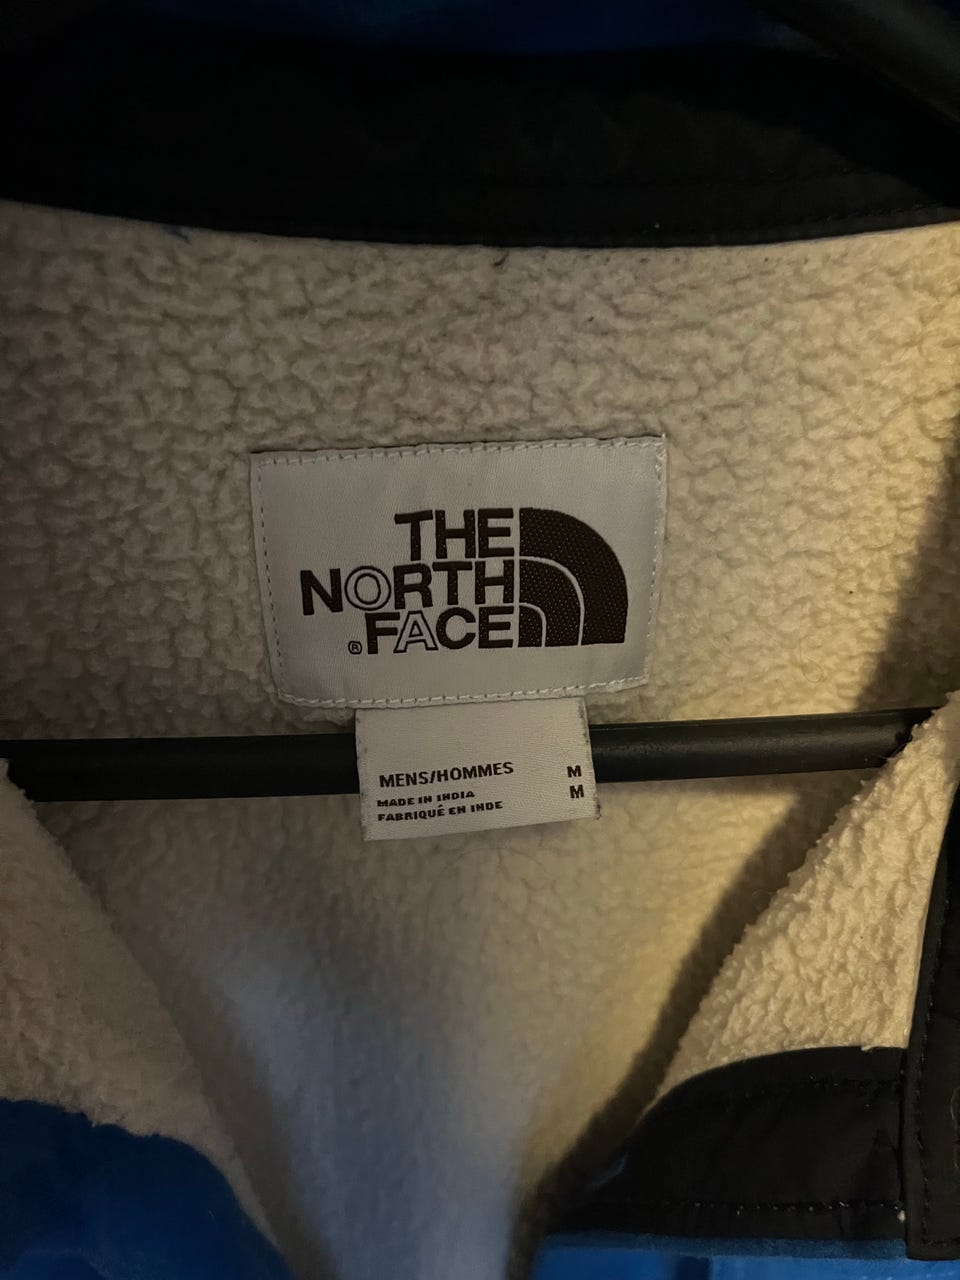 THE
NORTH
® FACE
MENS/HOMMES M
MADE IN INDIA M
FABRIQUÉ EN INDE